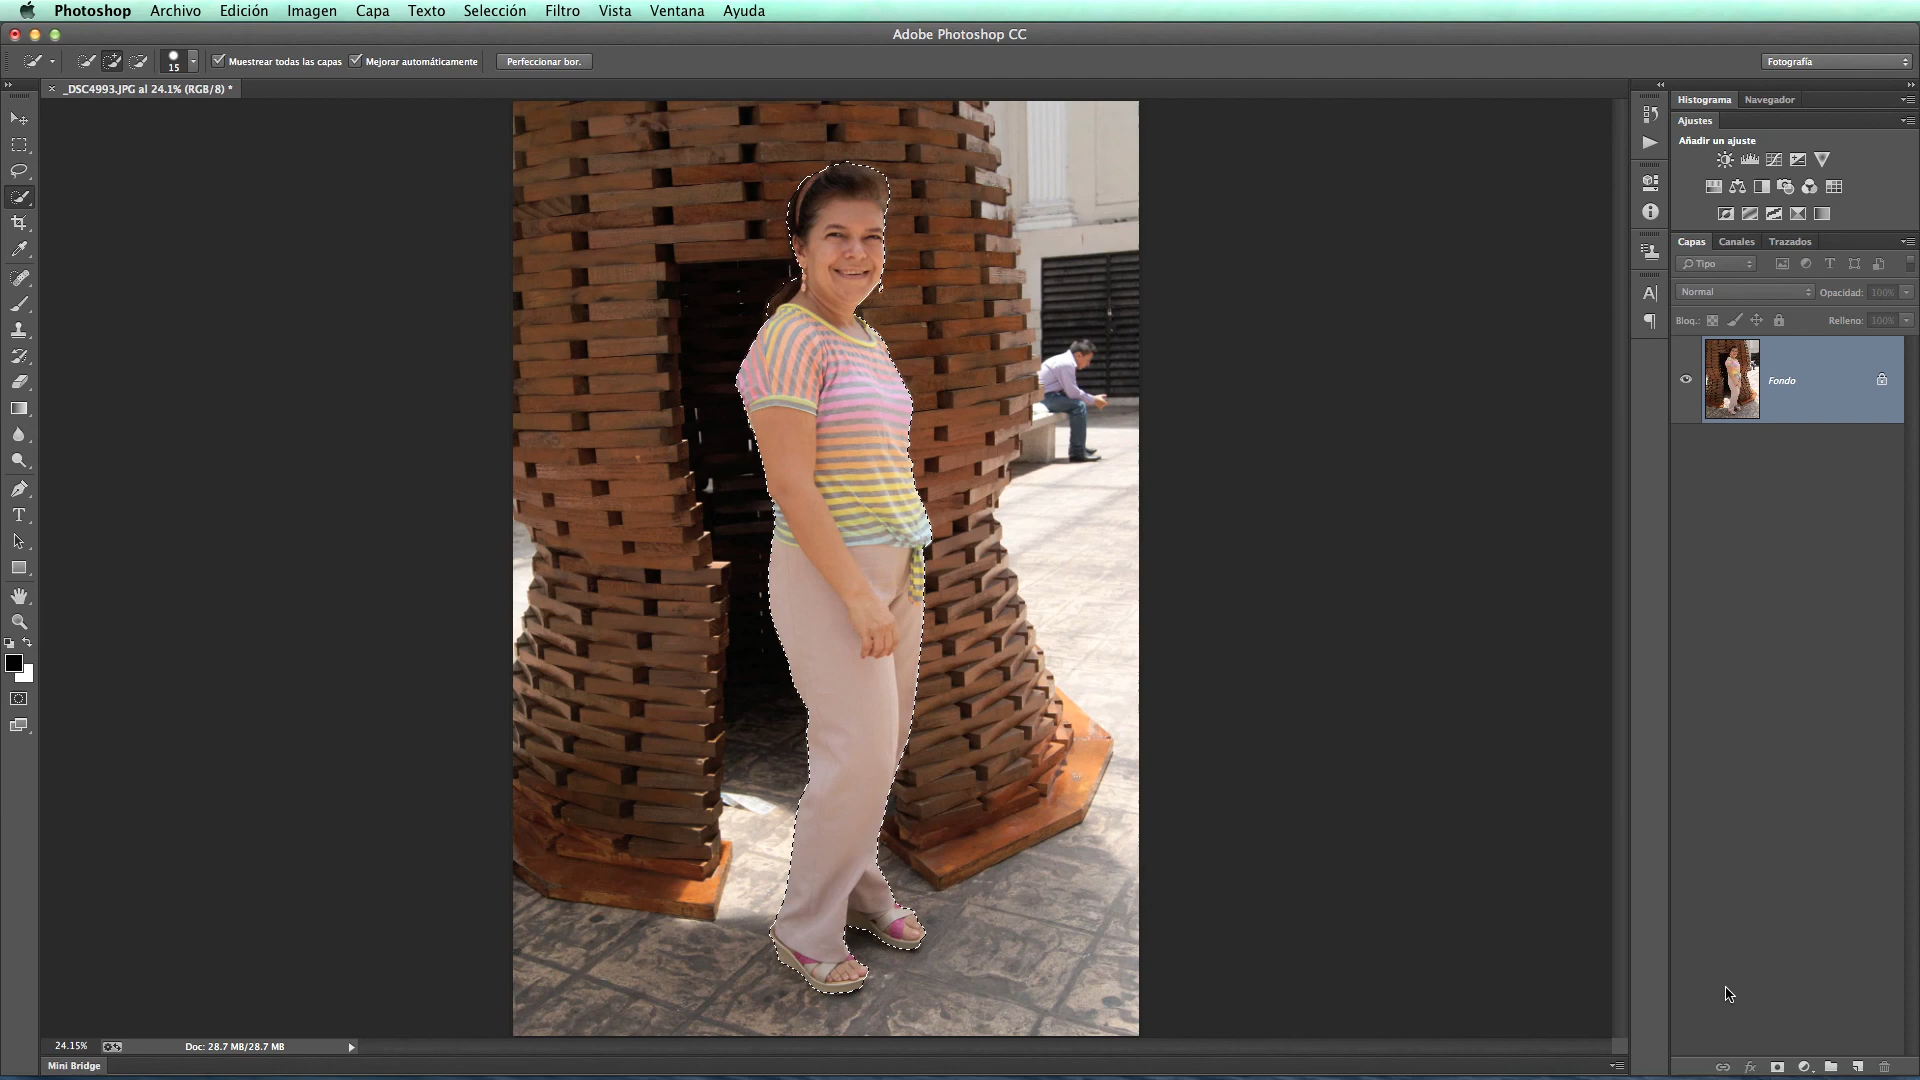 Photoshop Archivo Edición Imagen Capa Texto Selección Filtro Vista Ventana Ayuda
Adobe Photoshop CC
15 Muestrear todas las capas Mejorar automáticamente Perfeccionar bor. Fotografía
_DSC4993.JPG al 24.1% (RGB/8) *
Histograma Navegador
Ajustes
Añadir un ajuste
Capas Canales Trazados
Tipo
Normal Opacidad: 100%
Bloq.: Relleno: 100%
Fondo
24.15% Doc: 28.7 MB/28.7 MB
Mini Bridge